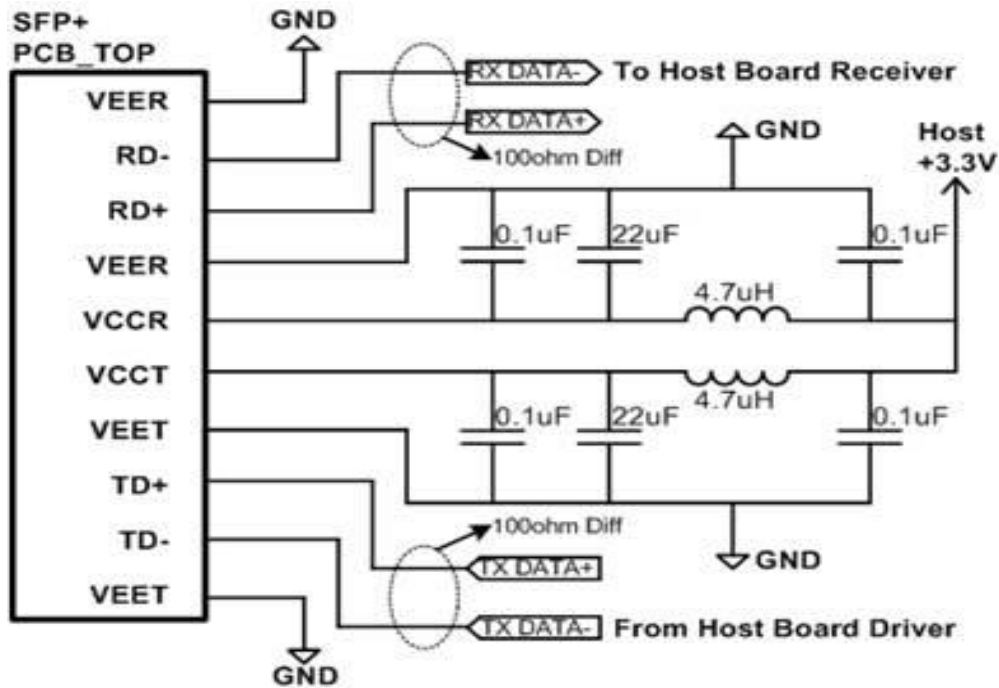 SFP+
PCB_TOP
GND
VEER
RD-
RD+
VEER
VCCR
VCCT
VEET
TD+
TD-
VEET
RX DATA-
To Host Board Receiver
RX DATA+
100ohm Diff
GND
Host
+3.3V
0.1uF
22uF
0.1uF
4.7uH
4.7uH
0.1uF
22uF
0.1uF
100ohm Diff
GND
TX DATA+
TX DATA-
From Host Board Driver
GND